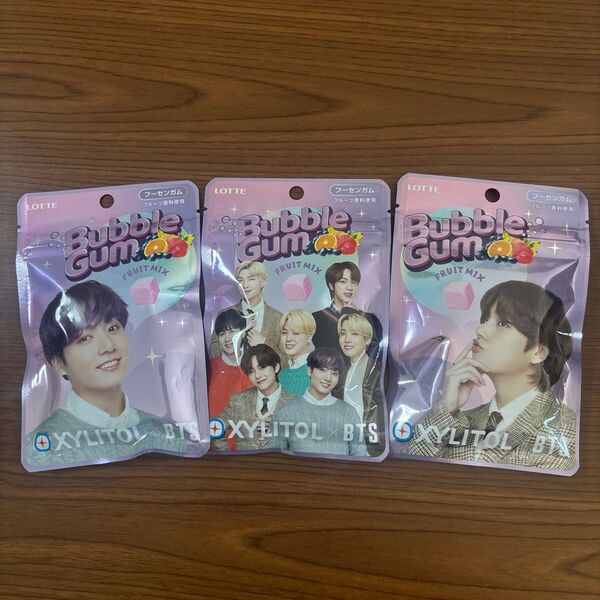 LOTTE
フーセンガム
フルーツ香料使用
Bubble
Gum
FRUIT MIX
XYLITOL × BTS
LOTTE
フーセンガム
フルーツ香料使用
Bubble
Gum
FRUIT MIX
XYLITOL × BTS
LOTTE
フーセンガム
フルーツ香料使用
Bubble
Gum
FRUIT MIX
XYLITOL × BTS